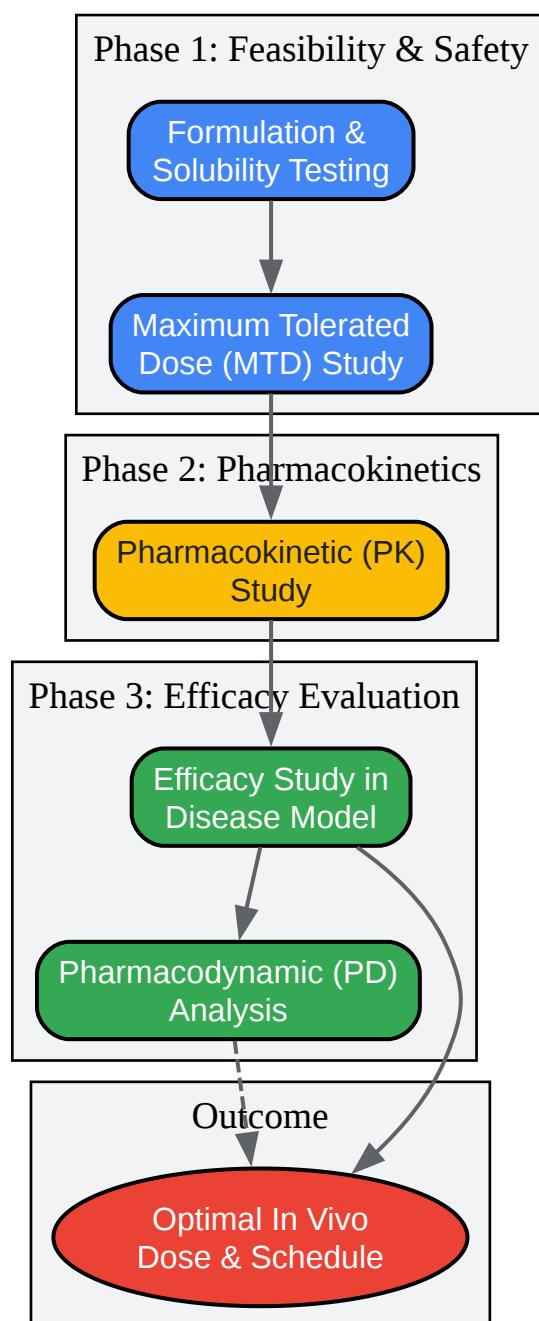 Phase 1: Feasibility & Safety
Formulation &
Solubility Testing
Maximum Tolerated
Dose (MTD) Study
Phase 2: Pharmacokinetics
Pharmacokinetic (PK)
Study
Phase 3: Efficacy Evaluation
Efficacy Study in
Disease Model
Pharmacodynamic (PD)
Analysis
Outcome
Optimal In Vivo
Dose & Schedule